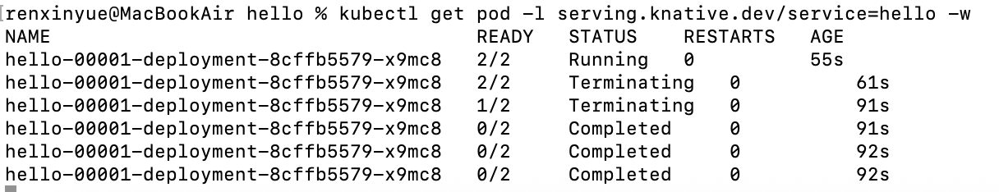 [renxinyue@MacBookAir hello % kubectl get pod -l serving.knative.dev/service=hello -w
NAME                                      READY   STATUS    RESTARTS   AGE
hello-00001-deployment-8cffb5579-x9mc8   2/2     Running   0          55s
hello-00001-deployment-8cffb5579-x9mc8   2/2     Terminating   0          61s
hello-00001-deployment-8cffb5579-x9mc8   1/2     Terminating   0          91s
hello-00001-deployment-8cffb5579-x9mc8   0/2     Completed     0          91s
hello-00001-deployment-8cffb5579-x9mc8   0/2     Completed     0          92s
hello-00001-deployment-8cffb5579-x9mc8   0/2     Completed     0          92s